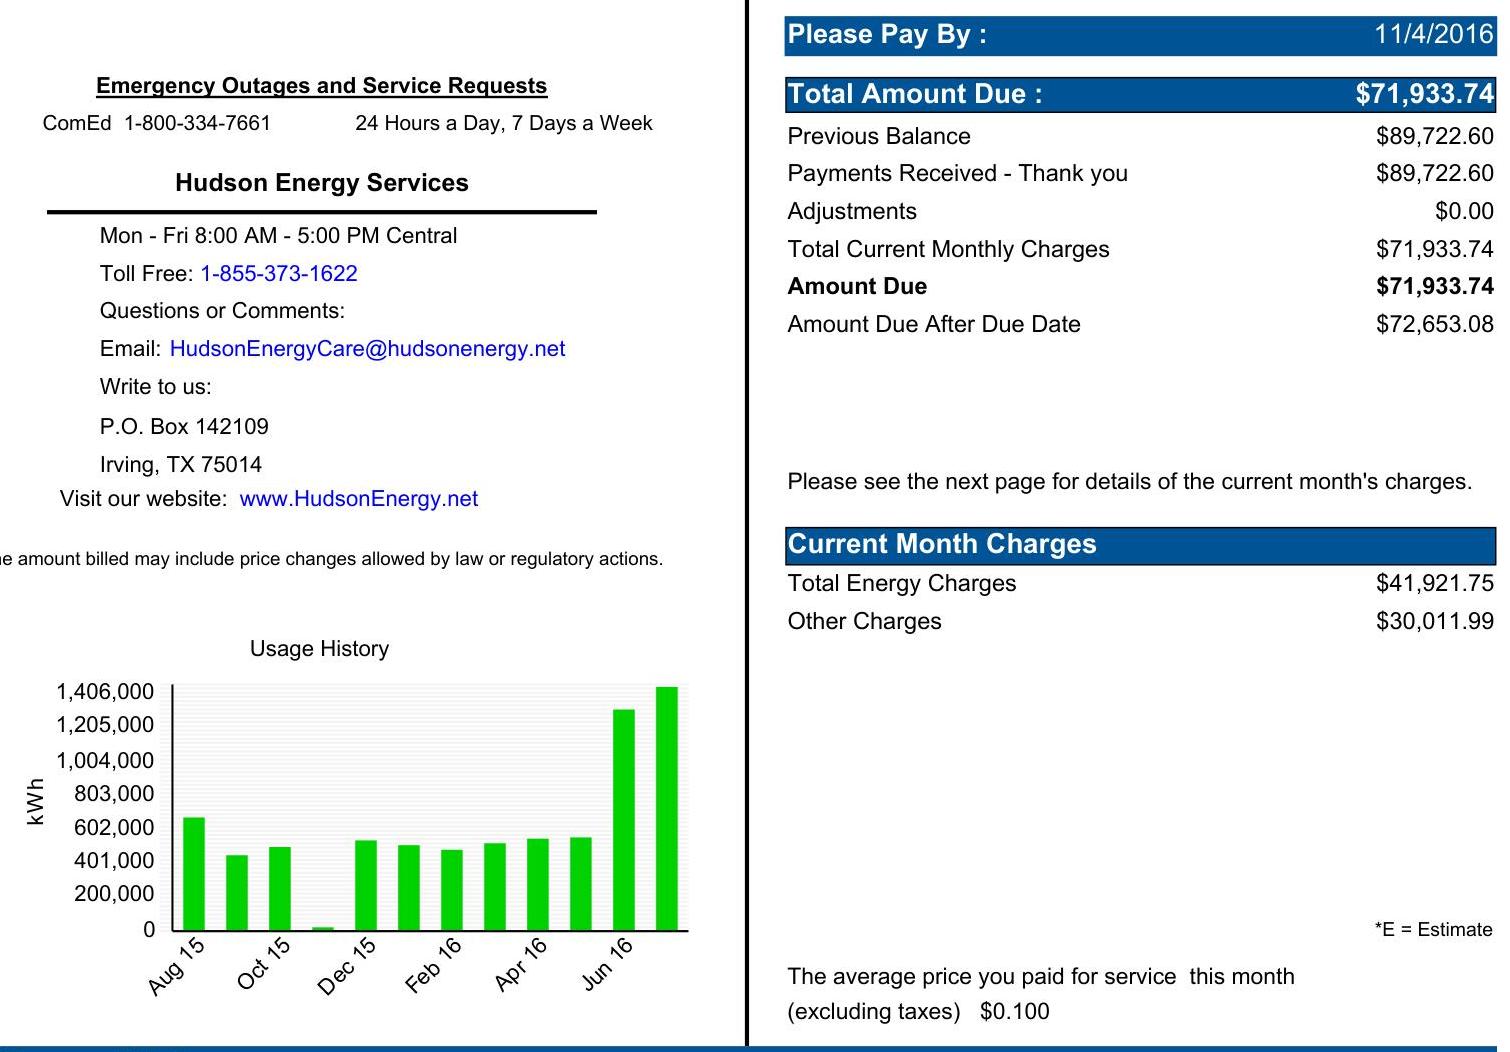 Emergency Outages and Service Requests
ComEd 1-800-334-7661 24 Hours a Day, 7 Days a Week
Hudson Energy Services
Mon - Fri 8:00 AM - 5:00 PM Central
Toll Free: 1-855-373-1622
Questions or Comments:
Email: HudsonEnergyCare@hudsonenergy.net
Write to us:
P.O. Box 142109
Irving, TX 75014
Visit our website: www.HudsonEnergy.net
amount billed may include price changes allowed by law or regulatory actions.
Usage History
1,406,000
1,205,000
1,004,000
803,000
602,000
401,000
200,000
0
kWh
Aug 15
Oct 15
Dec 15
Feb 16
Apr 16
Jun 16
Please Pay By : 11/4/2016
Total Amount Due : $71,933.74
Previous Balance $89,722.60
Payments Received - Thank you $89,722.60
Adjustments $0.00
Total Current Monthly Charges $71,933.74
Amount Due $71,933.74
Amount Due After Due Date $72,653.08
Please see the next page for details of the current month's charges.
Current Month Charges
Total Energy Charges $41,921.75
Other Charges $30,011.99
*E = Estimate
The average price you paid for service this month
(excluding taxes) $0.100